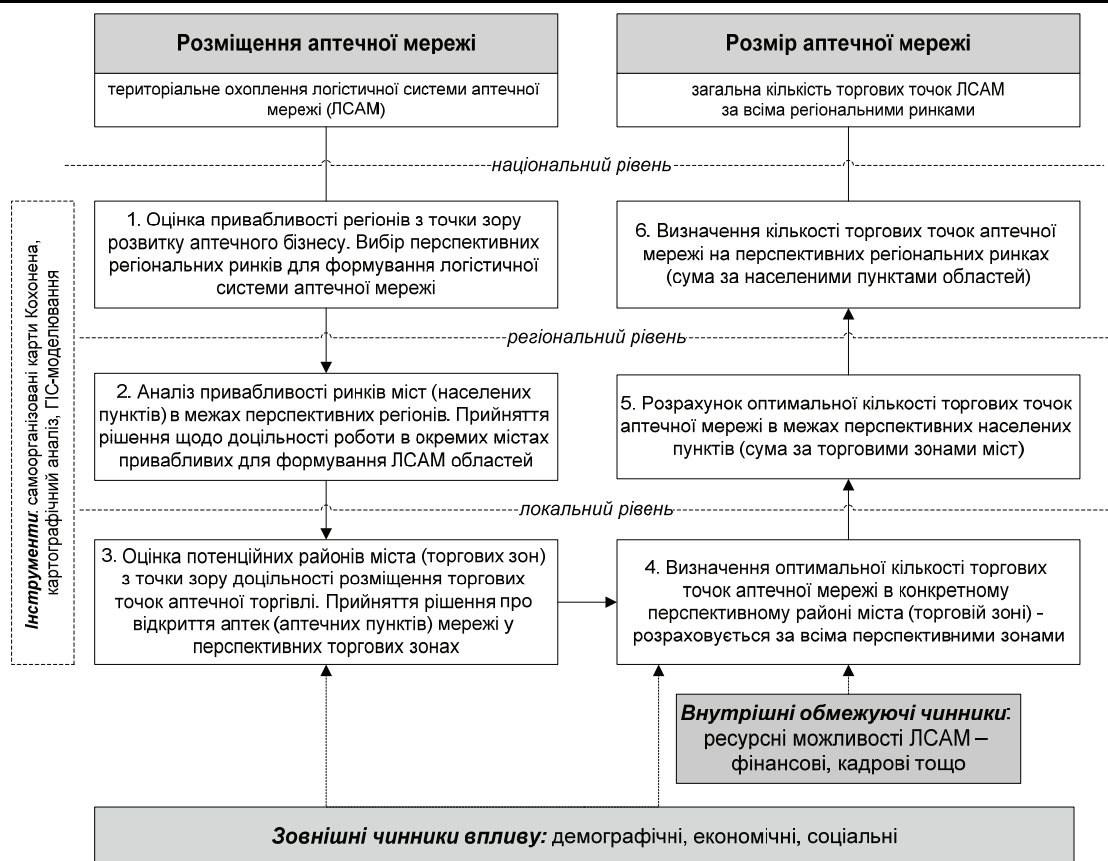 Розміщення аптечної мережі
територіальне охоплення логістичної системи аптечної
мережі (ЛСАМ)
Розмір аптечної мережі
загальна кількість торгових точок ЛСАМ
за всіма регіональними ринками
національний рівень
Інструменти: самоорганізовані карти Кохонена,
картографічний аналіз, ГІС-моделювання
1. Оцінка привабливості регіонів з точки зору
розвитку аптечного бізнесу. Вибір перспективних
регіональних ринків для формування логістичної
системи аптечної мережі
6. Визначення кількості торгових точок аптечної
мережі на перспективних регіональних ринках
(сума за населеними пунктами областей)
регіональний рівень
2. Аналіз привабливості ринків міст (населених
пунктів) в межах перспективних регіонів. Прийняття
рішення щодо доцільності роботи в окремих містах
привабливих для формування ЛСАМ областей
5. Розрахунок оптимальної кількості торгових точок
аптечної мережі в межах перспективних населених
пунктів (сума за торговими зонами міст)
локальний рівень
3. Оцінка потенційних районів міста (торгових зон)
з точки зору доцільності розміщення торгових
точок аптечної торгівлі. Прийняття рішення про
відкриття аптек (аптечних пунктів) мережі у
перспективних торгових зонах
4. Визначення оптимальної кількості торгових
точок аптечної мережі в конкретному
перспективному районі міста (торговій зоні) -
розраховується за всіма перспективними зонами
Внутрішні обмежуючі чинники:
ресурсні можливості ЛСАМ –
фінансові, кадрові тощо
Зовнішні чинники впливу: демографічні, економічні, соціальні